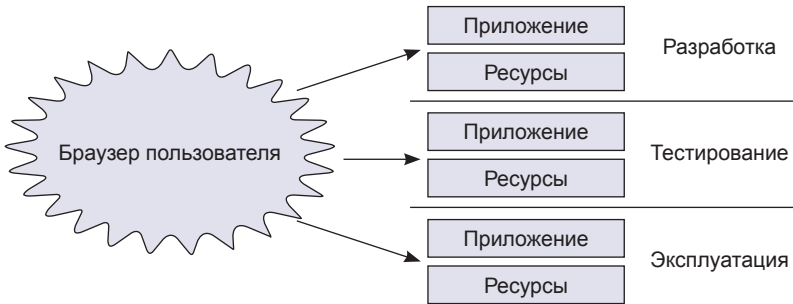 Приложение
Разработка
Ресурсы
Браузер пользователя
Приложение
Тестирование
Ресурсы
Приложение
Эксплуатация
Ресурсы